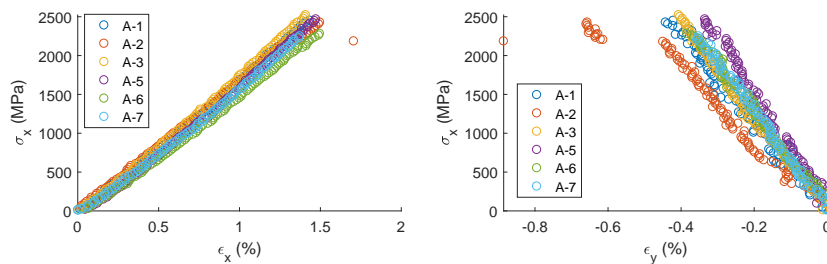 2500
2000
1500
1000
500
0
σx (MPa)
0 0.5 1 1.5 2
ϵx (%)
A-1
A-2
A-3
A-5
A-6
A-7
2500
2000
1500
1000
500
0
σx (MPa)
-0.8 -0.6 -0.4 -0.2 0
ϵy (%)
A-1
A-2
A-3
A-5
A-6
A-7